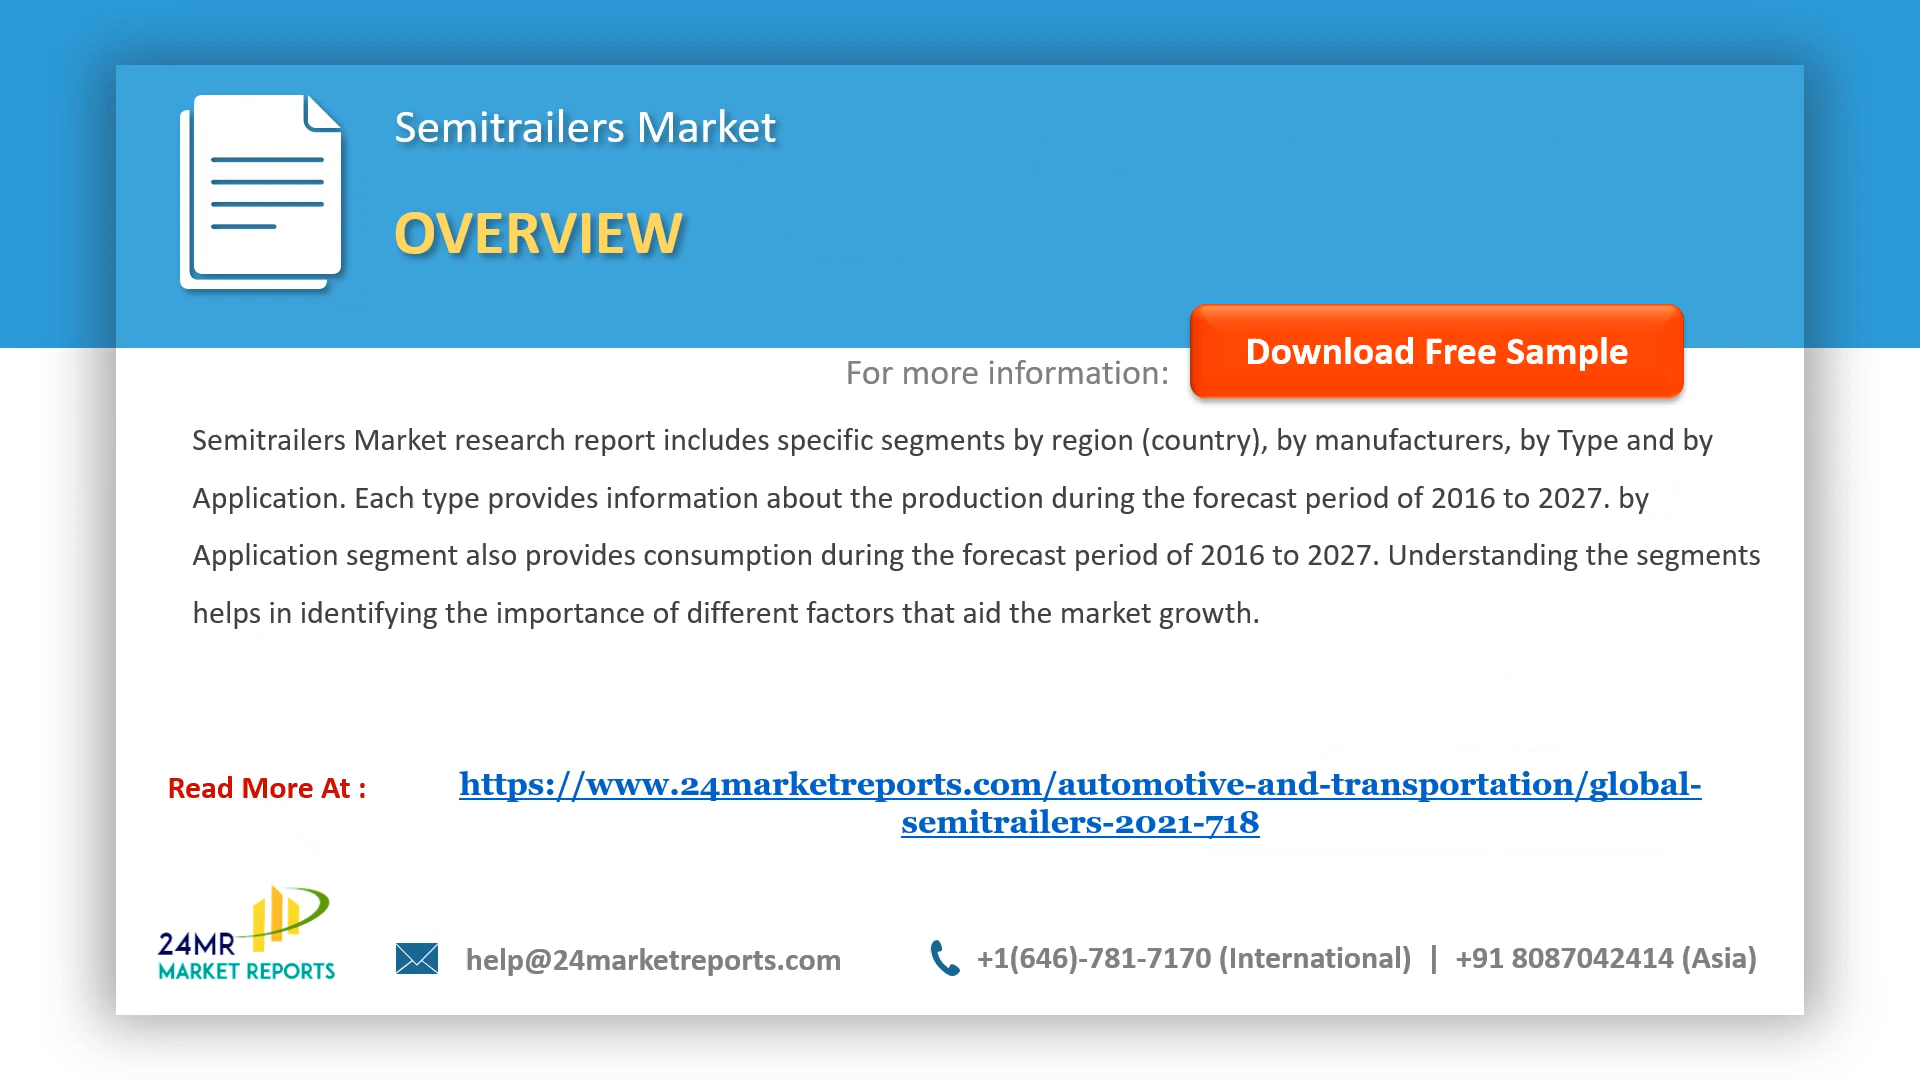 Semitrailers Market
OVERVIEW
Download Free Sample
For more information:
Semitrailers Market research report includes specific segments by region (country), by manufacturers, by Type and by
Application. Each type provides information about the production during the forecast period of 2016 to 2027. by
Application segment also provides consumption during the forecast period of 2016 to 2027. Understanding the segments
helps in identifying the importance of different factors that aid the market growth.
Read More At :
https://www.24marketreports.com/automotive-and-transportation/global-
semitrailers-2021-718
24MR
MARKET REPORTS
help@24marketreports.com
+1(646)-781-7170 (International) | +91 8087042414 (Asia)